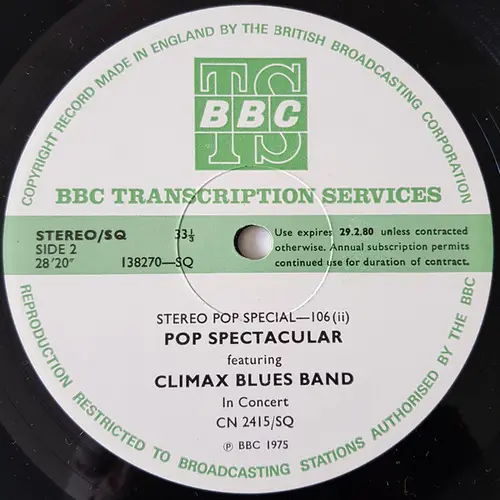 COPYRIGHT RECORD MADE IN ENGLAND BY THE BRITISH BROADCASTING CORPORATION
TS
BBC
BBC TRANSCRIPTION SERVICES
STEREO/SQ 33⅓
SIDE 2
28'20" 138270—SQ
Use expires 29.2.80 unless contracted
otherwise. Annual subscription permits
continued use for duration of contract.
STEREO POP SPECIAL—106 (ii)
POP SPECTACULAR
featuring
CLIMAX BLUES BAND
In Concert
CN 2415/SQ
℗ BBC 1975
REPRODUCTION RESTRICTED TO BROADCASTING STATIONS AUTHORISED BY THE BBC